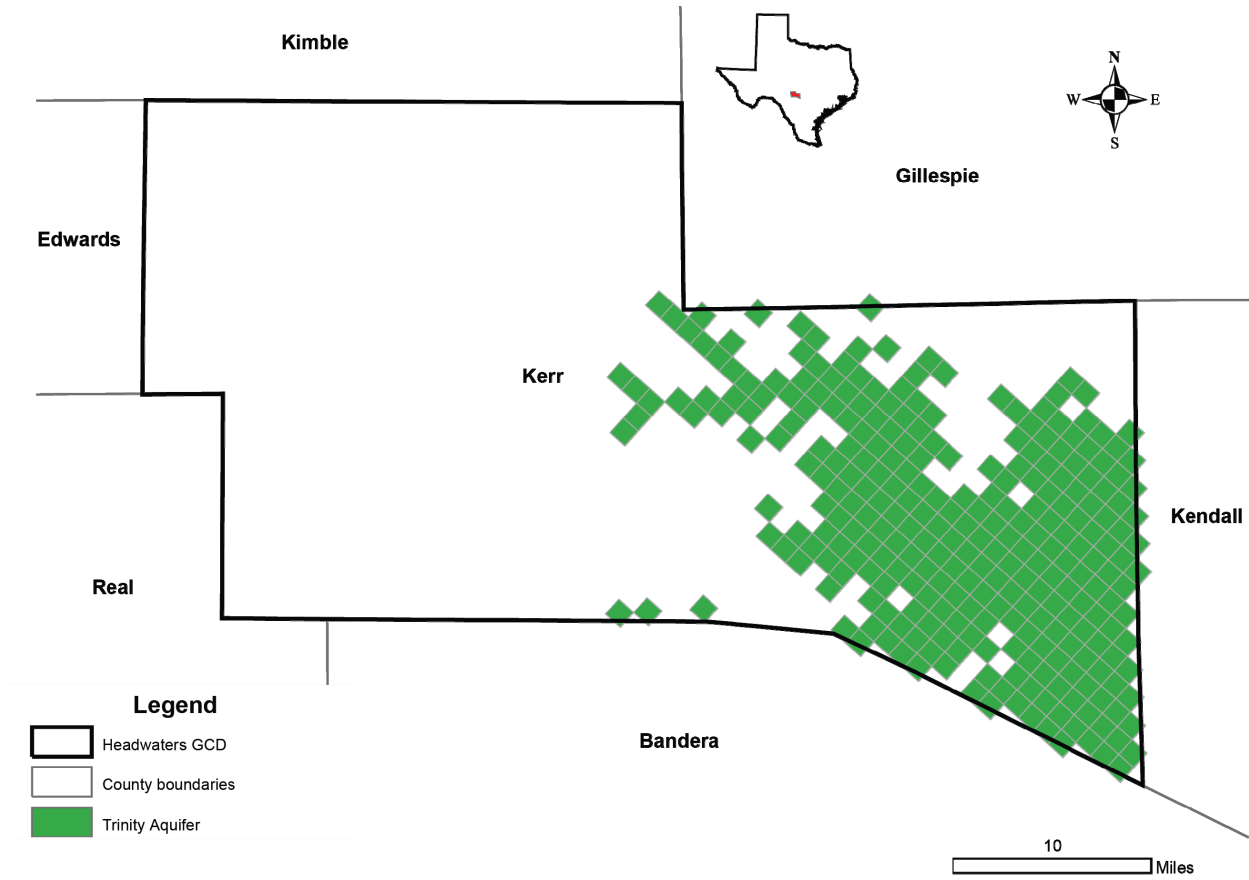 Kimble
N
W
E
S
Gillespie
Edwards
Kerr
Kendall
Real
Legend
Headwaters GCD
County boundaries
Trinity Aquifer
Bandera
10
Miles